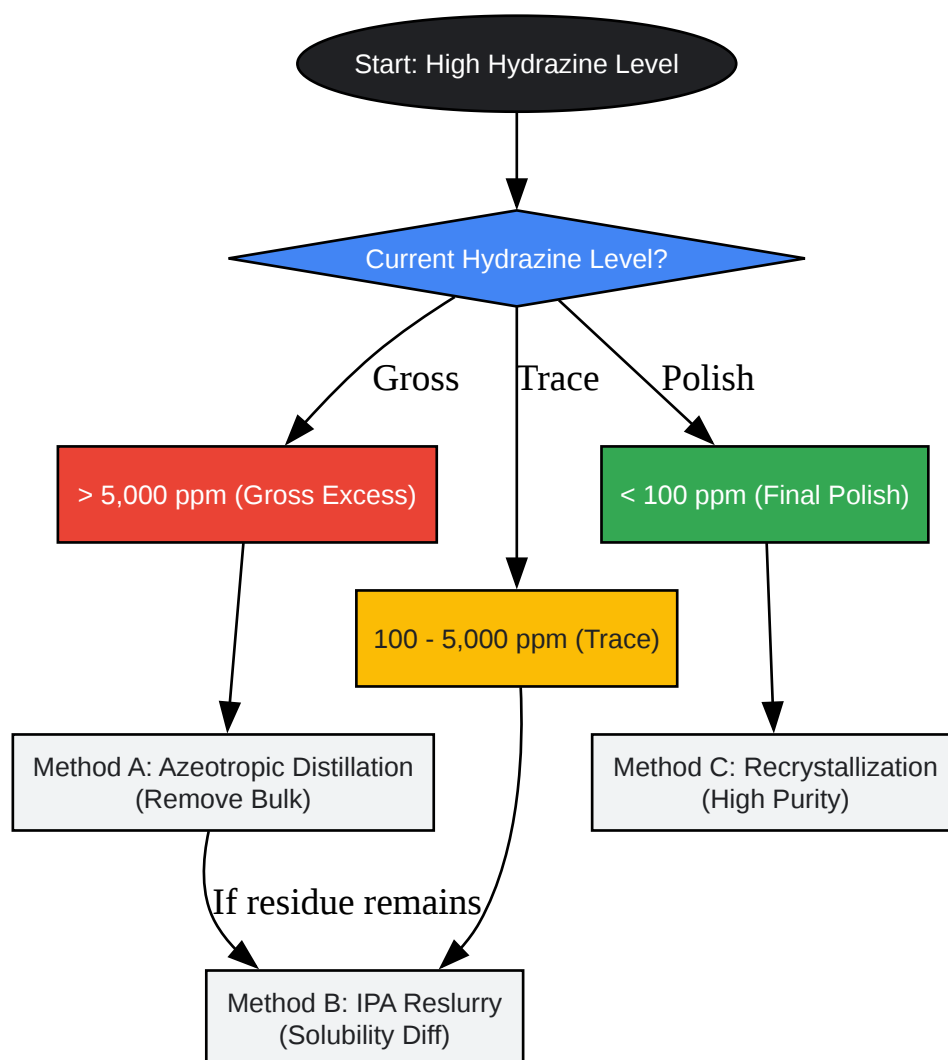 Start: High Hydrazine Level
Current Hydrazine Level?
Gross
Trace
Polish
> 5,000 ppm (Gross Excess)
< 100 ppm (Final Polish)
100 - 5,000 ppm (Trace)
Method A: Azeotropic Distillation
(Remove Bulk)
Method C: Recrystallization
(High Purity)
If residue remains
Method B: IPA Reslurry
(Solubility Diff)